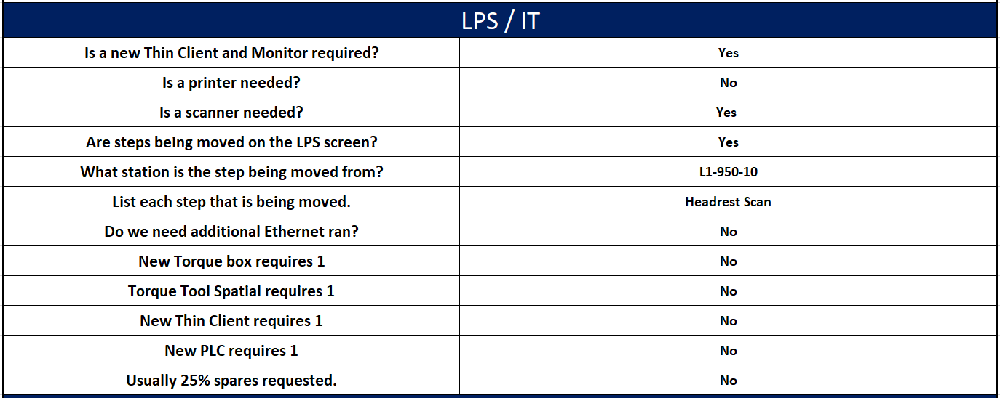 LPS / IT
Is a new Thin Client and Monitor required? Yes
Is a printer needed? No
Is a scanner needed? Yes
Are steps being moved on the LPS screen? Yes
What station is the step being moved from? L1-950-10
List each step that is being moved. Headrest Scan
Do we need additional Ethernet ran? No
New Torque box requires 1 No
Torque Tool Spatial requires 1 No
New Thin Client requires 1 No
New PLC requires 1 No
Usually 25% spares requested. No